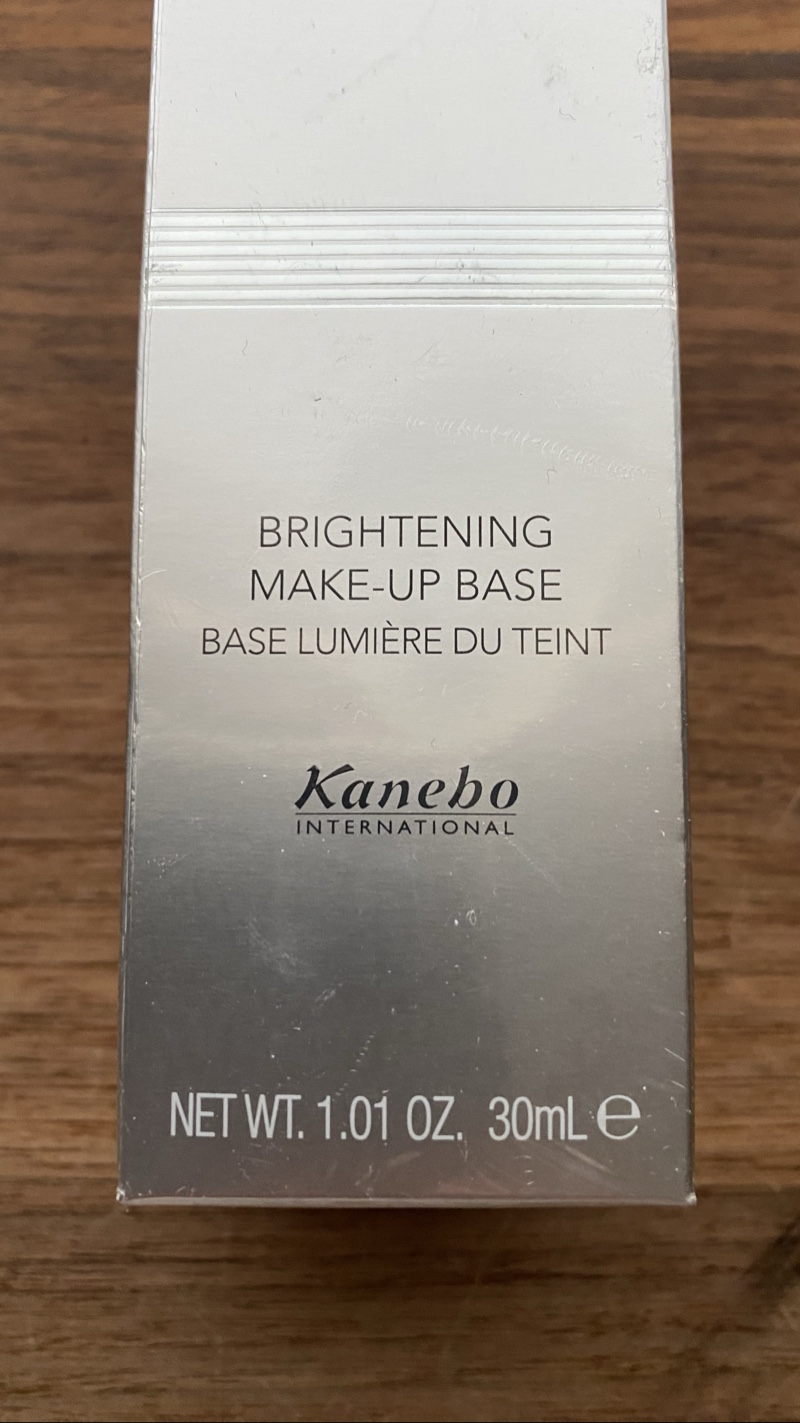 BRIGHTENING
MAKE-UP BASE
BASE LUMIÈRE DU TEINT
Kanebo
INTERNATIONAL
NET WT. 1.01 OZ. 30mL ℮